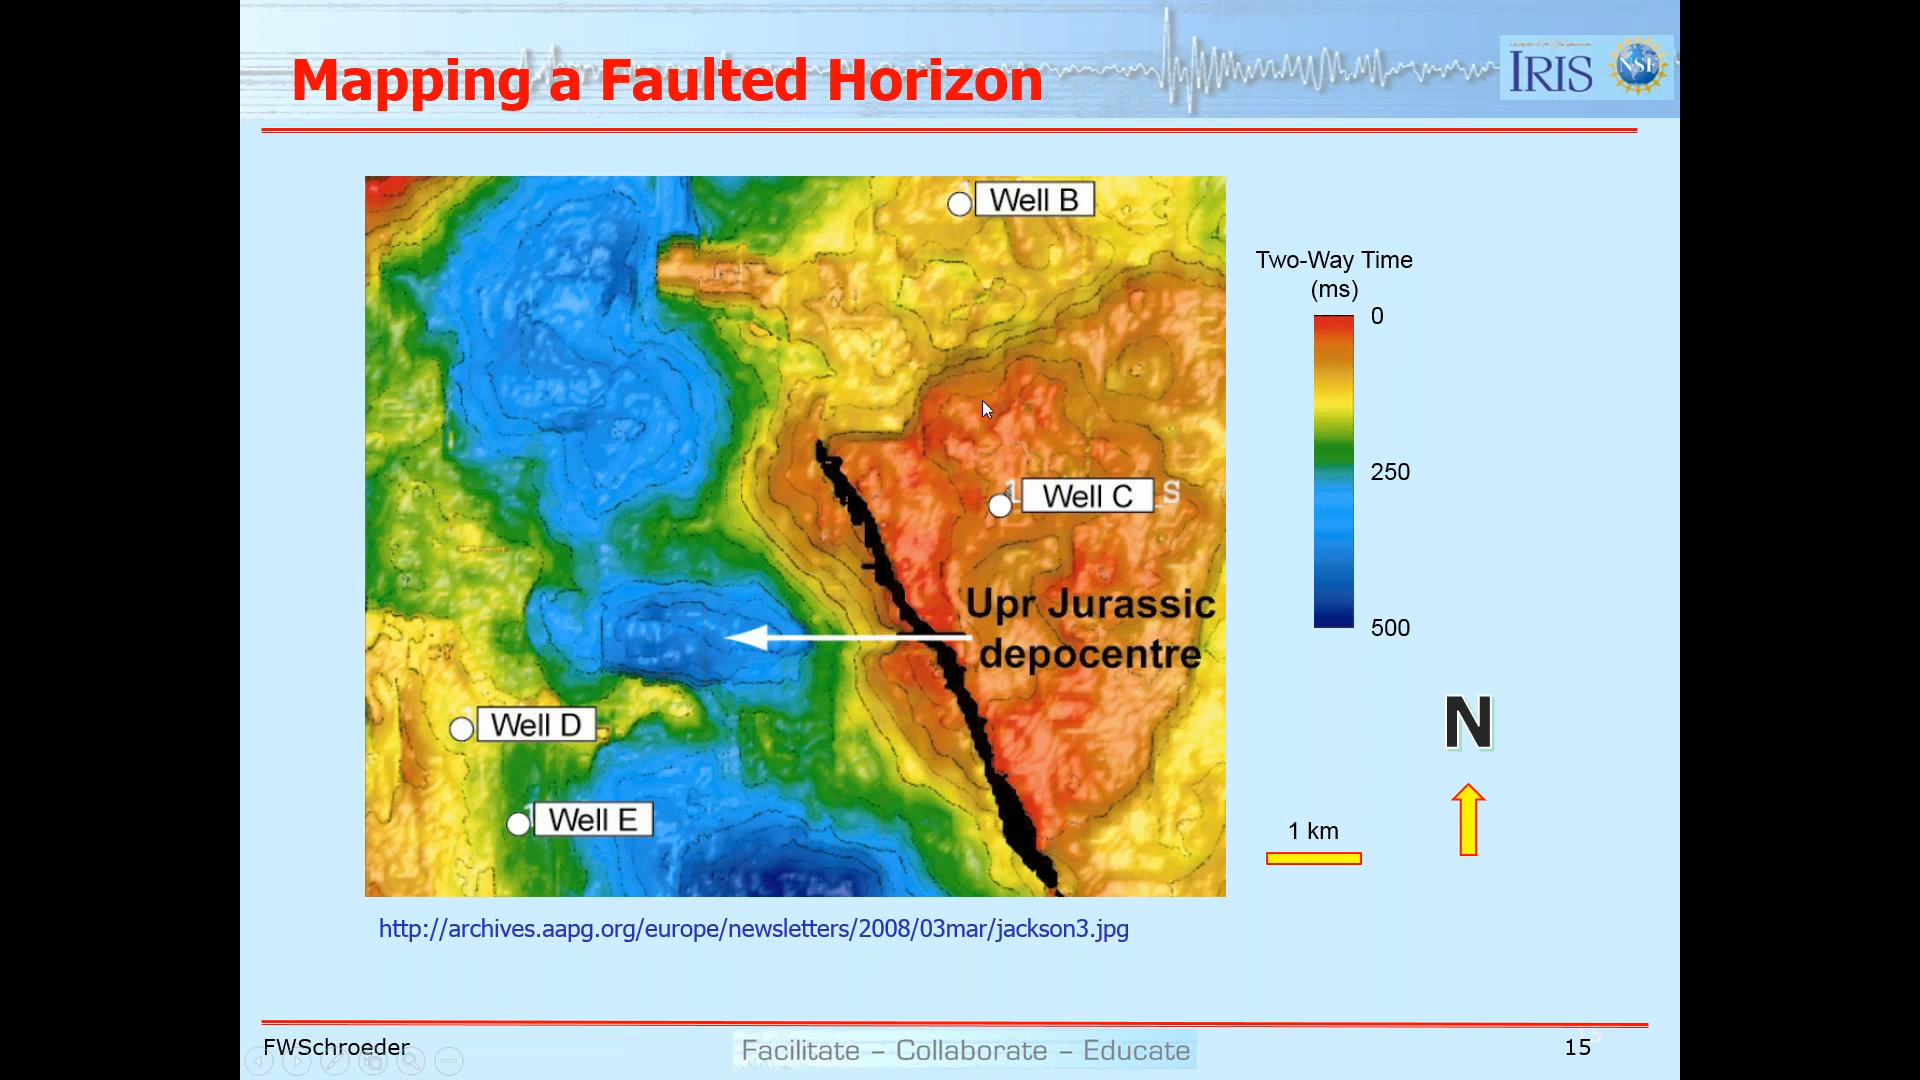 Mapping a Faulted Horizon
IRIS
NSF
Well B
Two-Way Time
(ms)
0
250
500
Well C
S
Upr Jurassic
depocentre
Well D
Well E
N
1 km
http://archives.aapg.org/europe/newsletters/2008/03mar/jackson3.jpg
FWSchroeder
Facilitate – Collaborate – Educate
15